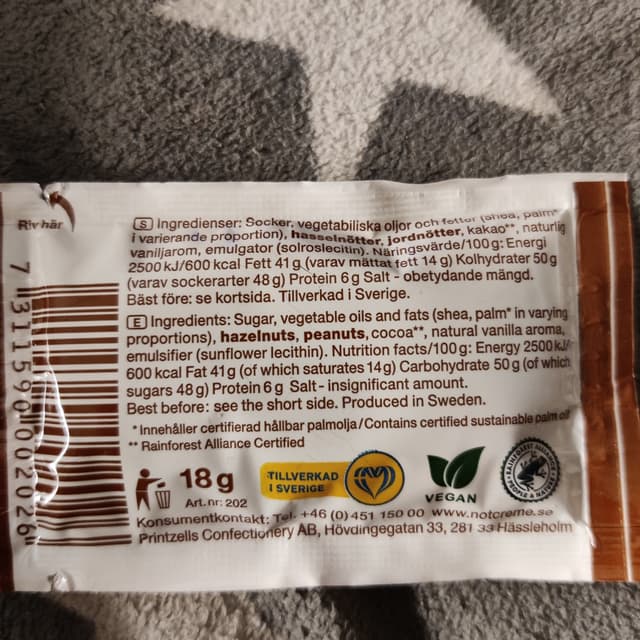 Riv här
S Ingredienser: Socker, vegetabiliska oljor och fetter (shea, palm*
i varierande proportion), hasselnötter, jordnötter, kakao**, naturlig
vaniljarom, emulgator (solroslecitin). Näringsvärde/100 g: Energi
2500 kJ/600 kcal Fett 41 g (varav mättat fett 14 g) Kolhydrater 50 g
(varav sockerarter 48 g) Protein 6 g Salt - obetydande mängd.
Bäst före: se kortsida. Tillverkad i Sverige.
E Ingredients: Sugar, vegetable oils and fats (shea, palm* in varying
proportions), hazelnuts, peanuts, cocoa**, natural vanilla aroma,
emulsifier (sunflower lecithin). Nutrition facts/100 g: Energy 2500 kJ/
600 kcal Fat 41 g (of which saturates 14 g) Carbohydrate 50 g (of which
sugars 48 g) Protein 6 g Salt - insignificant amount.
Best before: see the short side. Produced in Sweden.
* Innehåller certifierad hållbar palmolja/Contains certified sustainable palm oil
** Rainforest Alliance Certified
7 311590 002026
18 g
Art.nr: 202
TILLVERKAD
I SVERIGE
VEGAN
PEOPLE & NATURE
Konsumentkontakt: Tel. +46 (0) 451 150 00 www.notcreme.se
Printzells Confectionery AB, Hövdingegatan 33, 281 33 Hässleholm